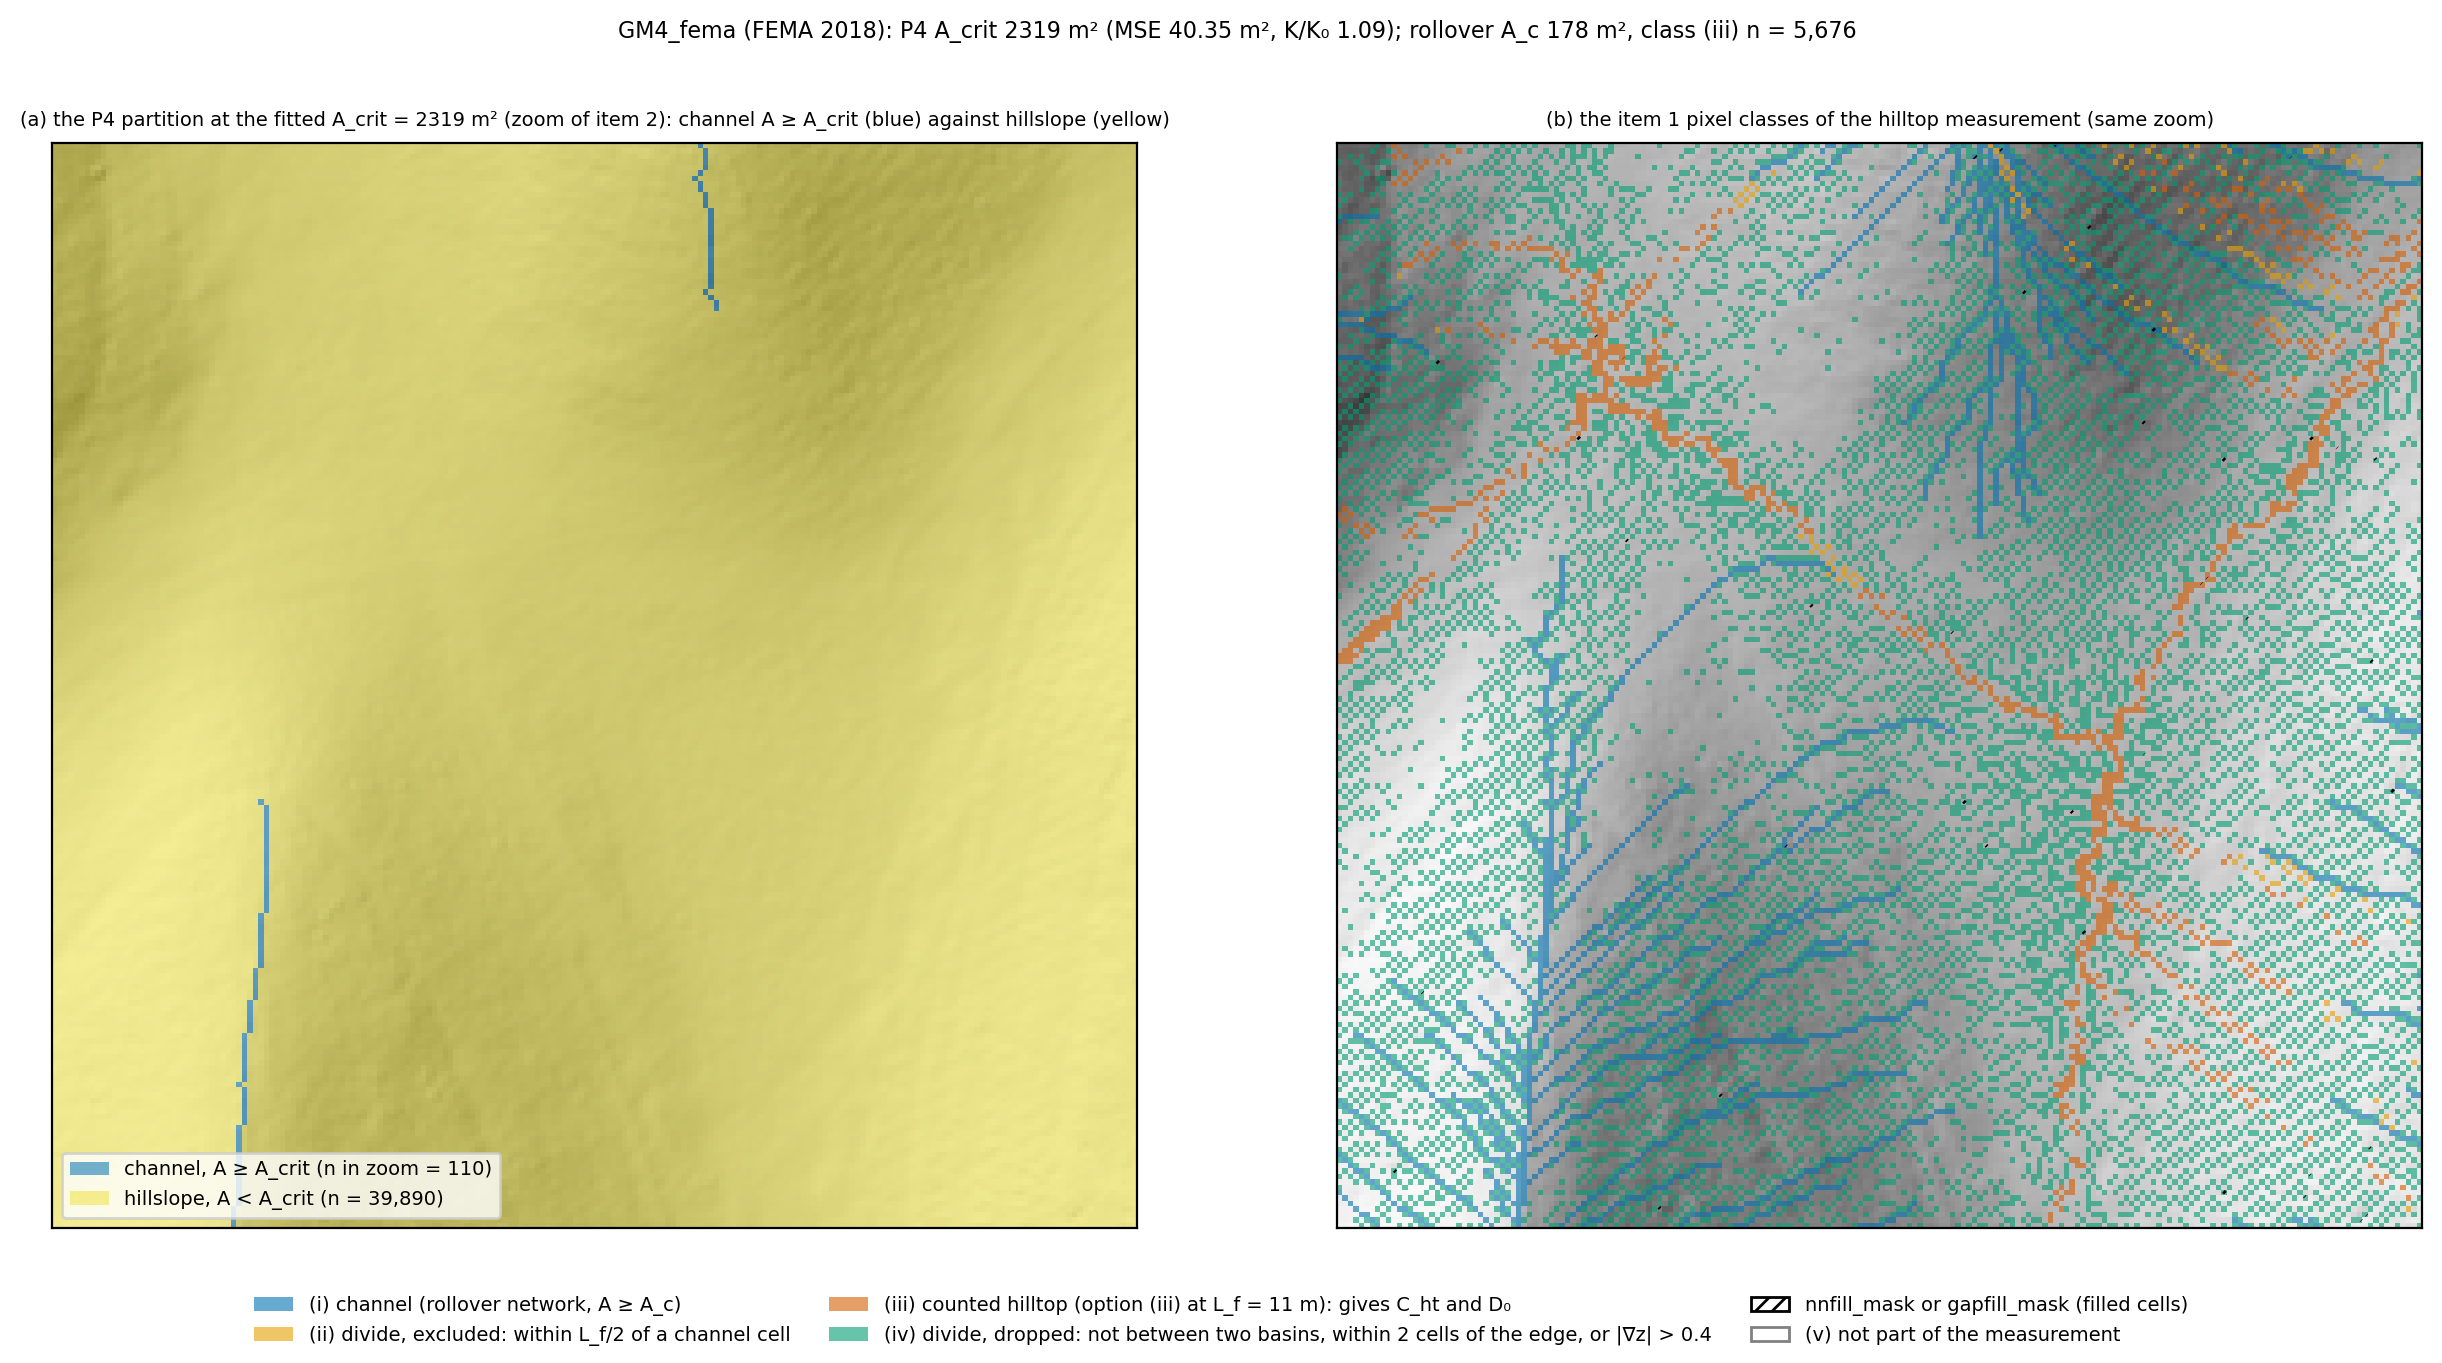 GM4_fema (FEMA 2018): P4 A_crit 2319 m² (MSE 40.35 m², K/K₀ 1.09); rollover A_c 178 m², class (iii) n = 5,676
(a) the P4 partition at the fitted A_crit = 2319 m² (zoom of item 2): channel A ≥ A_crit (blue) against hillslope (yellow)
(b) the item 1 pixel classes of the hilltop measurement (same zoom)
channel, A ≥ A_crit (n in zoom = 110)
hillslope, A < A_crit (n = 39,890)
(i) channel (rollover network, A ≥ A_c)
(ii) divide, excluded: within L_f/2 of a channel cell
(iii) counted hilltop (option (iii) at L_f = 11 m): gives C_ht and D₀
(iv) divide, dropped: not between two basins, within 2 cells of the edge, or |∇z| > 0.4
nnfill_mask or gapfill_mask (filled cells)
(v) not part of the measurement